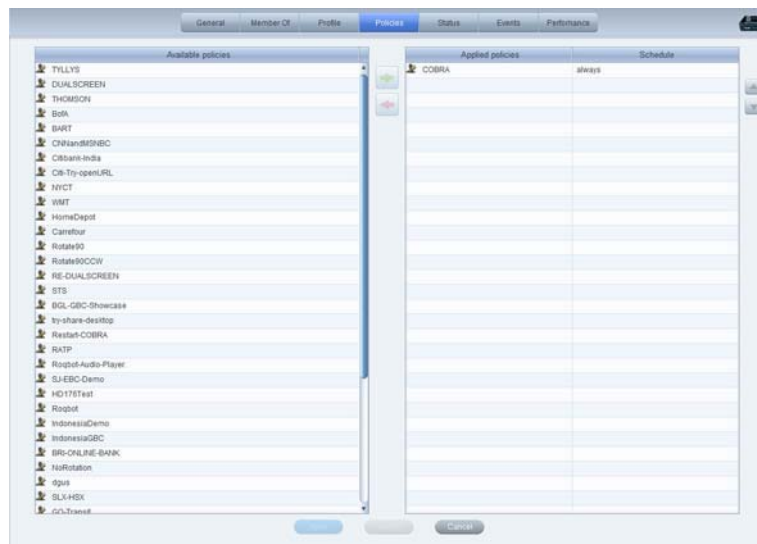 General Member Of Profile Policies Status Events Performance
Available policies
TYLLYS
DUALSCREEN
THOMSON
BofA
BART
CNNandMSNBC
Citibank-India
Citi-Try-openURL
NYCT
WMT
HomeDepot
Carrefour
Rotate90
Rotate90CCW
RE-DUALSCREEN
STS
BGL-GBC-Showcase
try-share-desktop
Restart-COBRA
RATP
Roqbot-Audio-Player
SJ-EBC-Demo
HD176Test
Roqbot
IndonesiaDemo
IndonesiaGBC
BRI-ONLINE-BANK
NoRotation
dgus
SLX-HSX
GO-Transit
Applied policies Schedule
COBRA always
Cancel